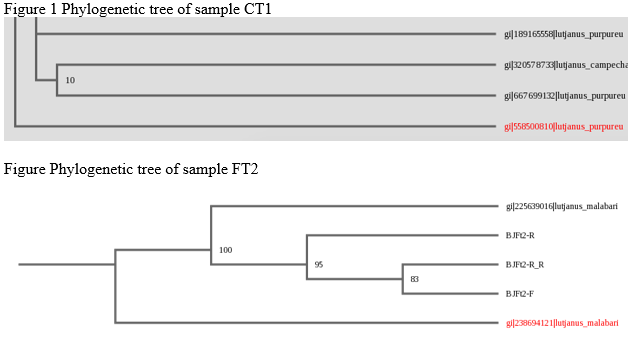 Figure 1 Phylogenetic tree of sample CT1
gi|189165558|lutjanus_purpureu
gi|320578733|lutjanus_campecha
10
gi|667699132|lutjanus_purpureu
gi|558500810|lutjanus_purpureu
Figure Phylogenetic tree of sample FT2
gi|225639016|lutjanus_malabari
BJFt2-R
100
95
BJFt2-R_R
83
BJFt2-F
gi|238694121|lutjanus_malabari